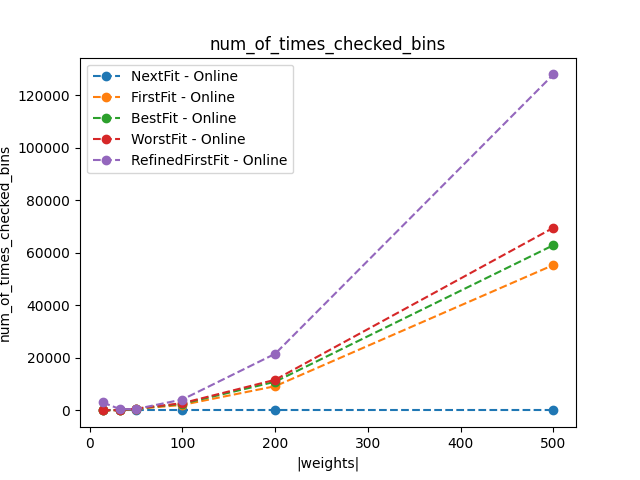 num_of_times_checked_bins
NextFit - Online
FirstFit - Online
BestFit - Online
WorstFit - Online
RefinedFirstFit - Online
num_of_times_checked_bins
120000
100000
80000
60000
40000
20000
0
0 100 200 300 400 500
|weights|